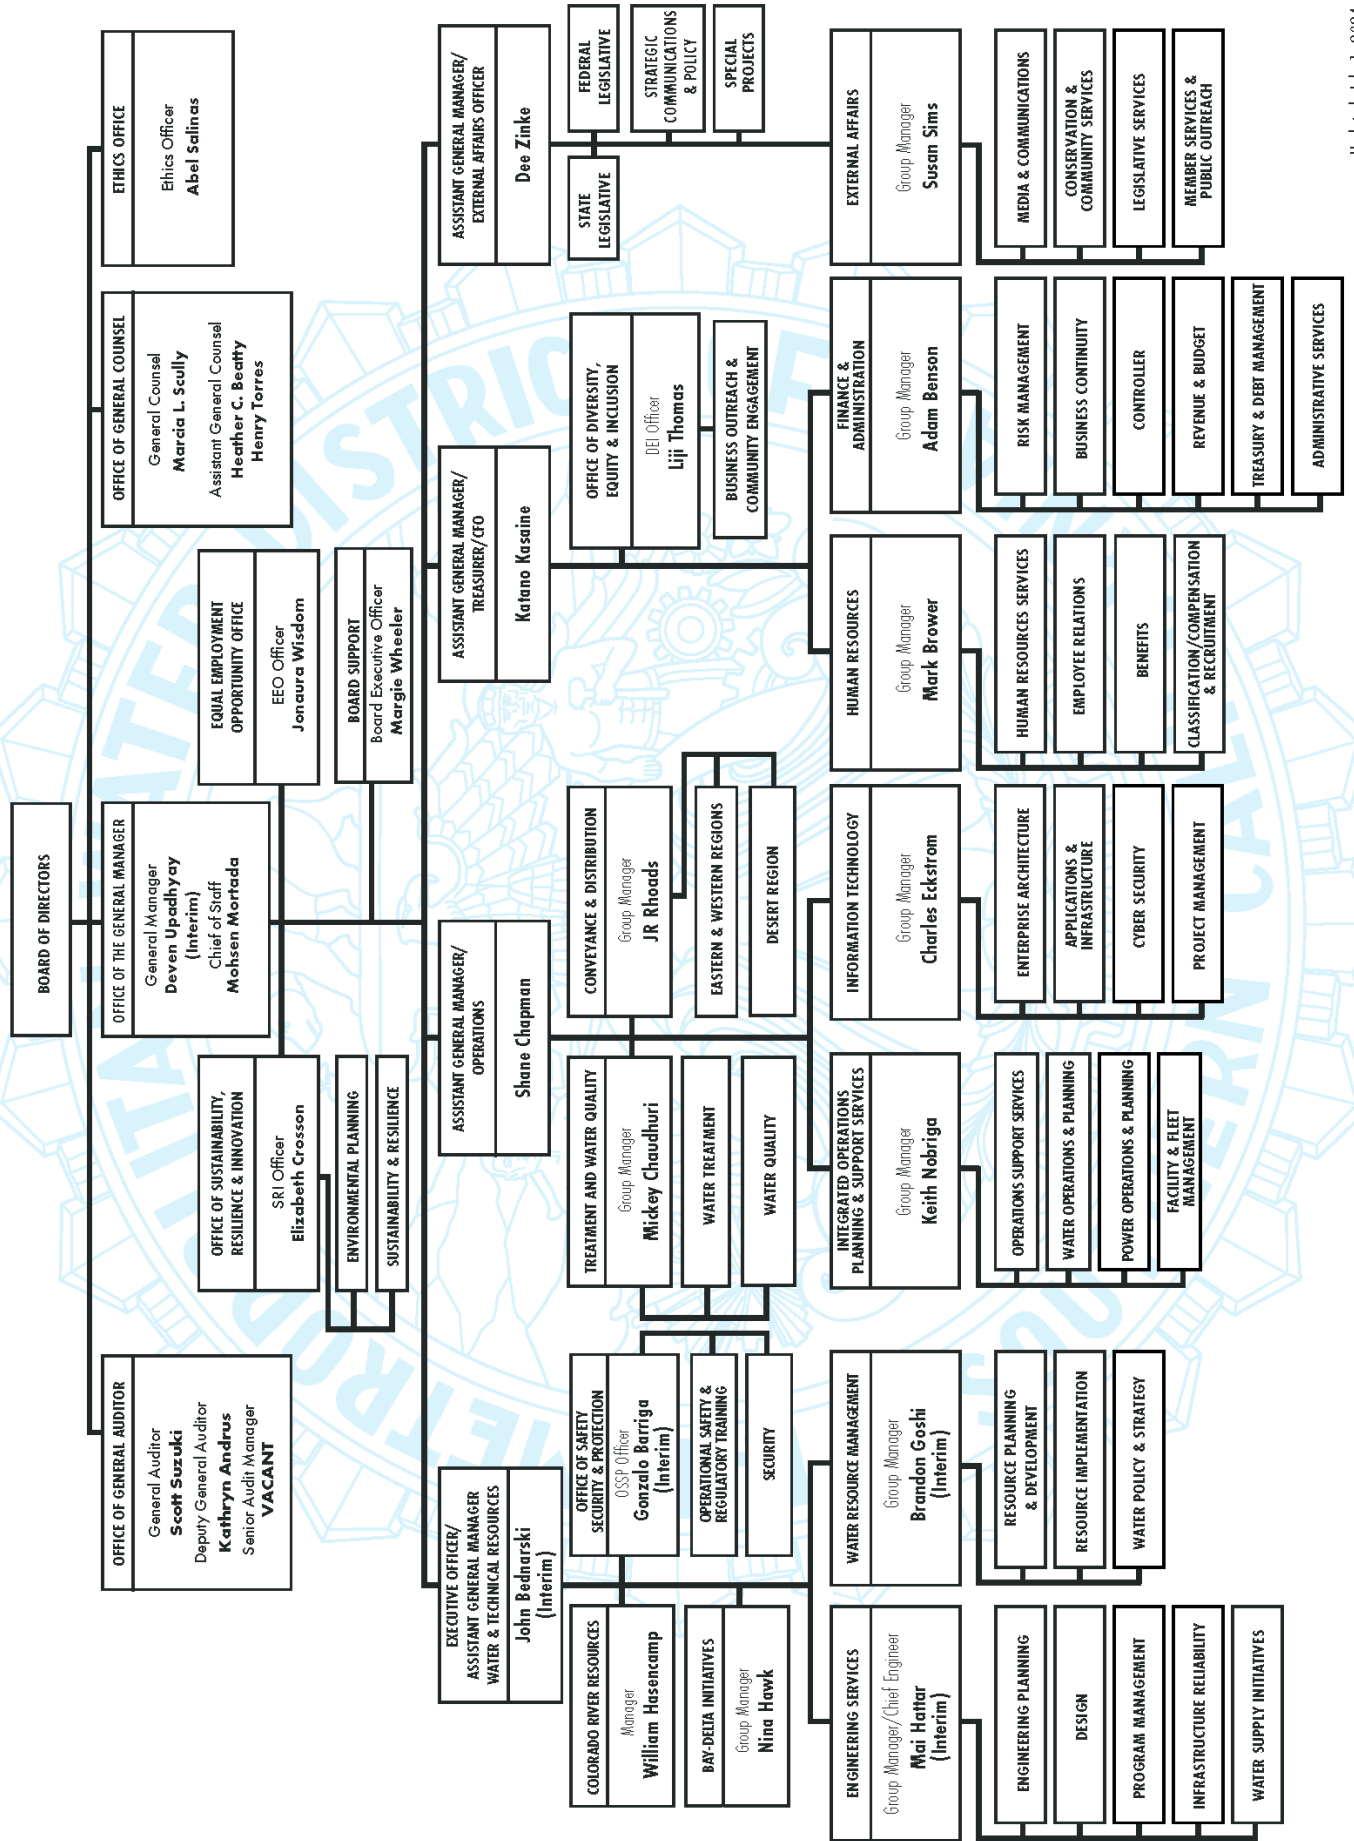 BOARD OF DIRECTORS
OFFICE OF GENERAL AUDITOR
General Auditor
Scott Suzuki
Deputy General Auditor
Kathryn Andrus
Senior Audit Manager
VACANT
OFFICE OF THE GENERAL MANAGER
General Manager
Deven Upadhyay
(Interim)
Chief of Staff
Mohsen Mortada
OFFICE OF GENERAL COUNSEL
General Counsel
Marcia L. Scully
Assistant General Counsel
Heather C. Beatty
Henry Torres
ETHICS OFFICE
Ethics Officer
Abel Salinas
OFFICE OF SUSTAINABILITY,
RESILIENCE & INNOVATION
SRI Officer
Elizabeth Crosson
ENVIRONMENTAL PLANNING
SUSTAINABILITY & RESILIENCE
EQUAL EMPLOYMENT
OPPORTUNITY OFFICE
EEO Officer
Jonaura Wisdom
BOARD SUPPORT
Board Executive Officer
Margie Wheeler
EXECUTIVE OFFICER/
ASSISTANT GENERAL MANAGER
WATER & TECHNICAL RESOURCES
John Bednarski
(Interim)
ASSISTANT GENERAL MANAGER/
OPERATIONS
Shane Chapman
ASSISTANT GENERAL MANAGER/
TREASURER/CFO
Katano Kasaine
ASSISTANT GENERAL MANAGER/
EXTERNAL AFFAIRS OFFICER
Dee Zinke
COLORADO RIVER RESOURCES
Manager
William Hasencamp
BAY-DELTA INITIATIVES
Group Manager
Nina Hawk
OFFICE OF SAFETY
SECURITY & PROTECTION
OSSP Officer
Gonzalo Barriga
(Interim)
OPERATIONAL SAFETY &
REGULATORY TRAINING
SECURITY
TREATMENT AND WATER QUALITY
Group Manager
Mickey Chaudhuri
WATER TREATMENT
WATER QUALITY
CONVEYANCE & DISTRIBUTION
Group Manager
JR Rhoads
EASTERN & WESTERN REGIONS
DESERT REGION
OFFICE OF DIVERSITY,
EQUITY & INCLUSION
DEI Officer
Liji Thomas
BUSINESS OUTREACH &
COMMUNITY ENGAGEMENT
STATE
LEGISLATIVE
FEDERAL
LEGISLATIVE
STRATEGIC
COMMUNICATIONS
& POLICY
SPECIAL
PROJECTS
ENGINEERING SERVICES
Group Manager/Chief Engineer
Mai Hattar
(Interim)
ENGINEERING PLANNING
DESIGN
PROGRAM MANAGEMENT
INFRASTRUCTURE RELIABILITY
WATER SUPPLY INITIATIVES
WATER RESOURCE MANAGEMENT
Group Manager
Brandon Goshi
(Interim)
RESOURCE PLANNING
& DEVELOPMENT
RESOURCE IMPLEMENTATION
WATER POLICY & STRATEGY
INTEGRATED OPERATIONS
PLANNING & SUPPORT SERVICES
Group Manager
Keith Nobriga
OPERATIONS SUPPORT SERVICES
WATER OPERATIONS & PLANNING
POWER OPERATIONS & PLANNING
FACILITY & FLEET
MANAGEMENT
INFORMATION TECHNOLOGY
Group Manager
Charles Eckstrom
ENTERPRISE ARCHITECTURE
APPLICATIONS &
INFRASTRUCTURE
CYBER SECURITY
PROJECT MANAGEMENT
HUMAN RESOURCES
Group Manager
Mark Brower
HUMAN RESOURCES SERVICES
EMPLOYEE RELATIONS
BENEFITS
CLASSIFICATION/COMPENSATION
& RECRUITMENT
FINANCE &
ADMINISTRATION
Group Manager
Adam Benson
RISK MANAGEMENT
BUSINESS CONTINUITY
CONTROLLER
REVENUE & BUDGET
TREASURY & DEBT MANAGEMENT
ADMINISTRATIVE SERVICES
EXTERNAL AFFAIRS
Group Manager
Susan Sims
MEDIA & COMMUNICATIONS
CONSERVATION &
COMMUNITY SERVICES
LEGISLATIVE SERVICES
MEMBER SERVICES &
PUBLIC OUTREACH